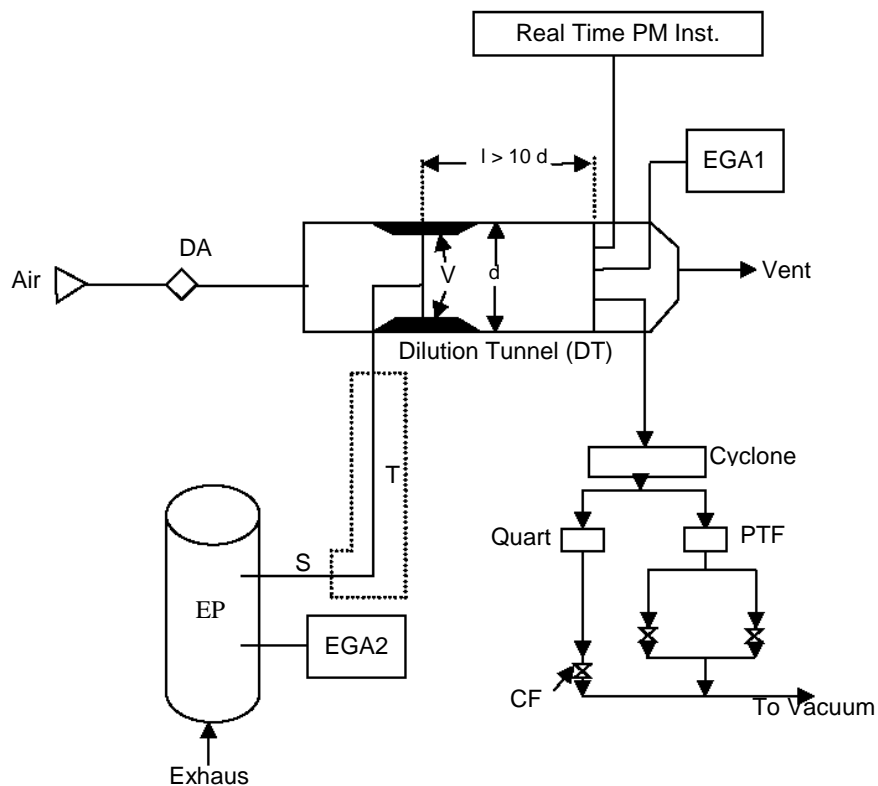 Real Time PM Inst.
l > 10 d
EGA1
DA
Air
V
d
Vent
Dilution Tunnel (DT)
T
Cyclone
Quart
PTF
S
EP
EGA2
CF
To Vacuum
Exhaus